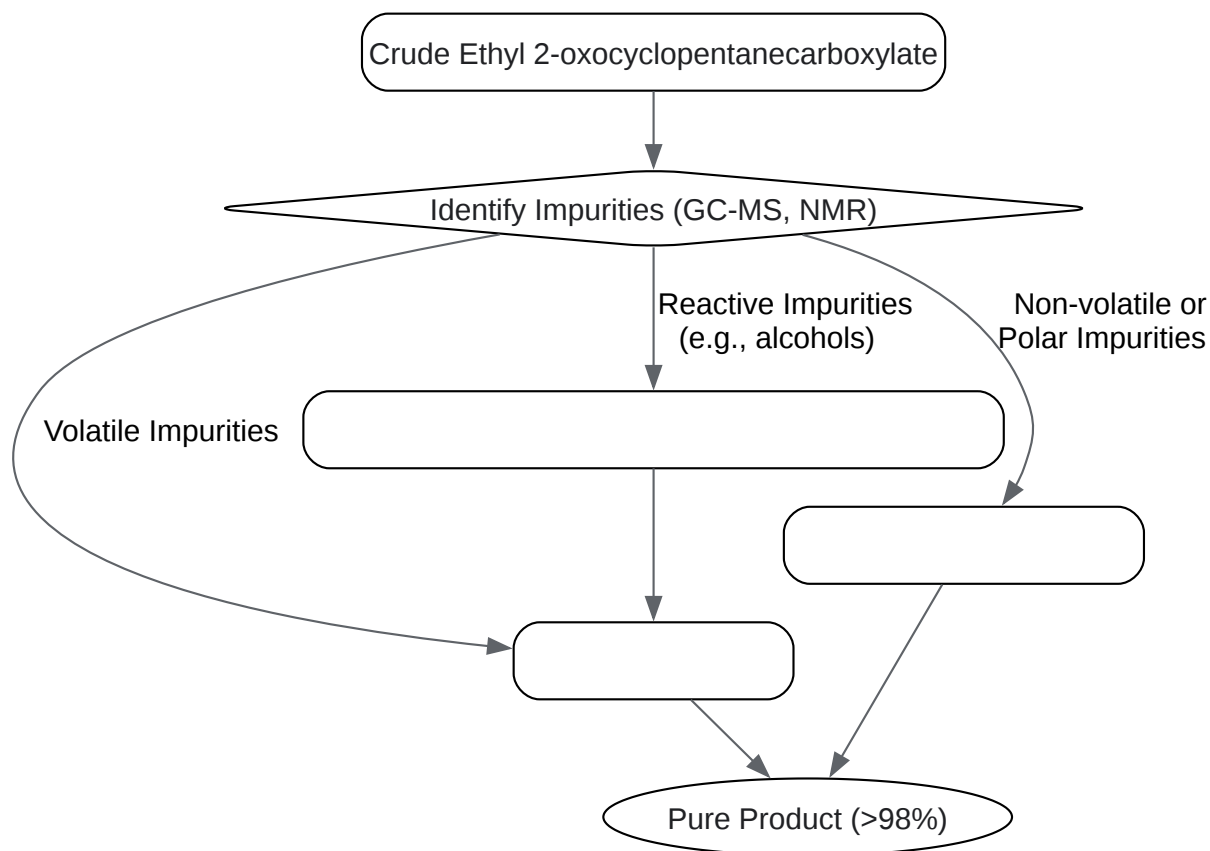 Crude Ethyl 2-oxocyclopentanecarboxylate
Identify Impurities (GC-MS, NMR)
Reactive Impurities
(e.g., alcohols)
Non-volatile or
Polar Impurities
Volatile Impurities
Pure Product (>98%)